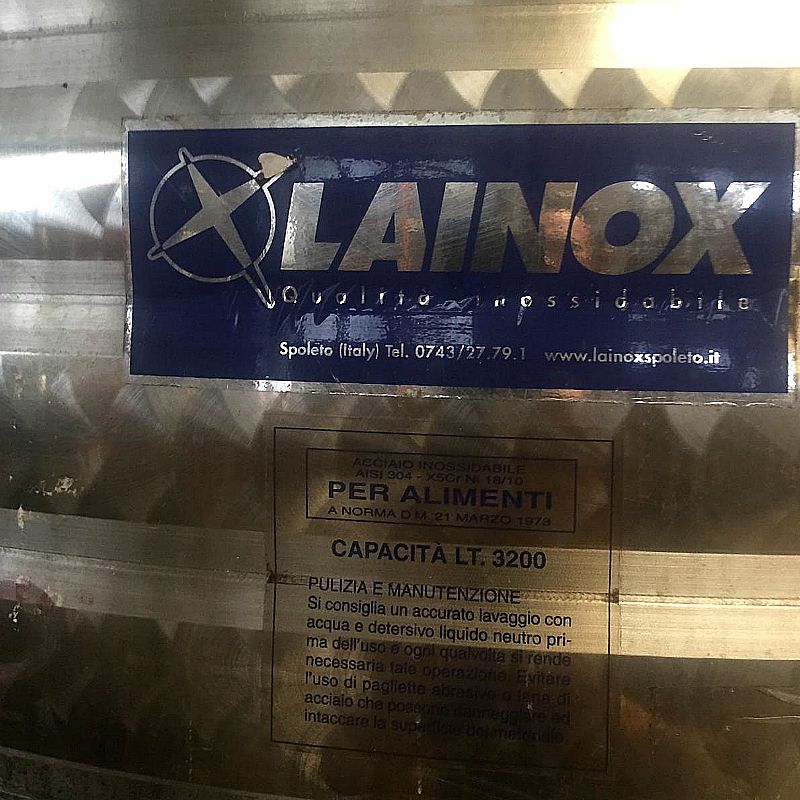 LAINOX
Qualità inossidabile
Spoleto (Italy) Tel. 0743/27.79.1 www.lainoxspoleto.it
ACCIAIO INOSSIDABILE
AISI 304 - X5Cr Ni 18/10
PER ALIMENTI
A NORMA D.M. 21 MARZO 1973
CAPACITÀ LT. 3200
PULIZIA E MANUTENZIONE
Si consiglia un accurato lavaggio con
acqua e detersivo liquido neutro pri-
ma dell'uso e ogni qualvolta si rende
necessaria tale operazione. Evitare
l'uso di pagliette abrasive o lana di
acciaio che possono danneggiare ed
intaccare la superficie del materiale.